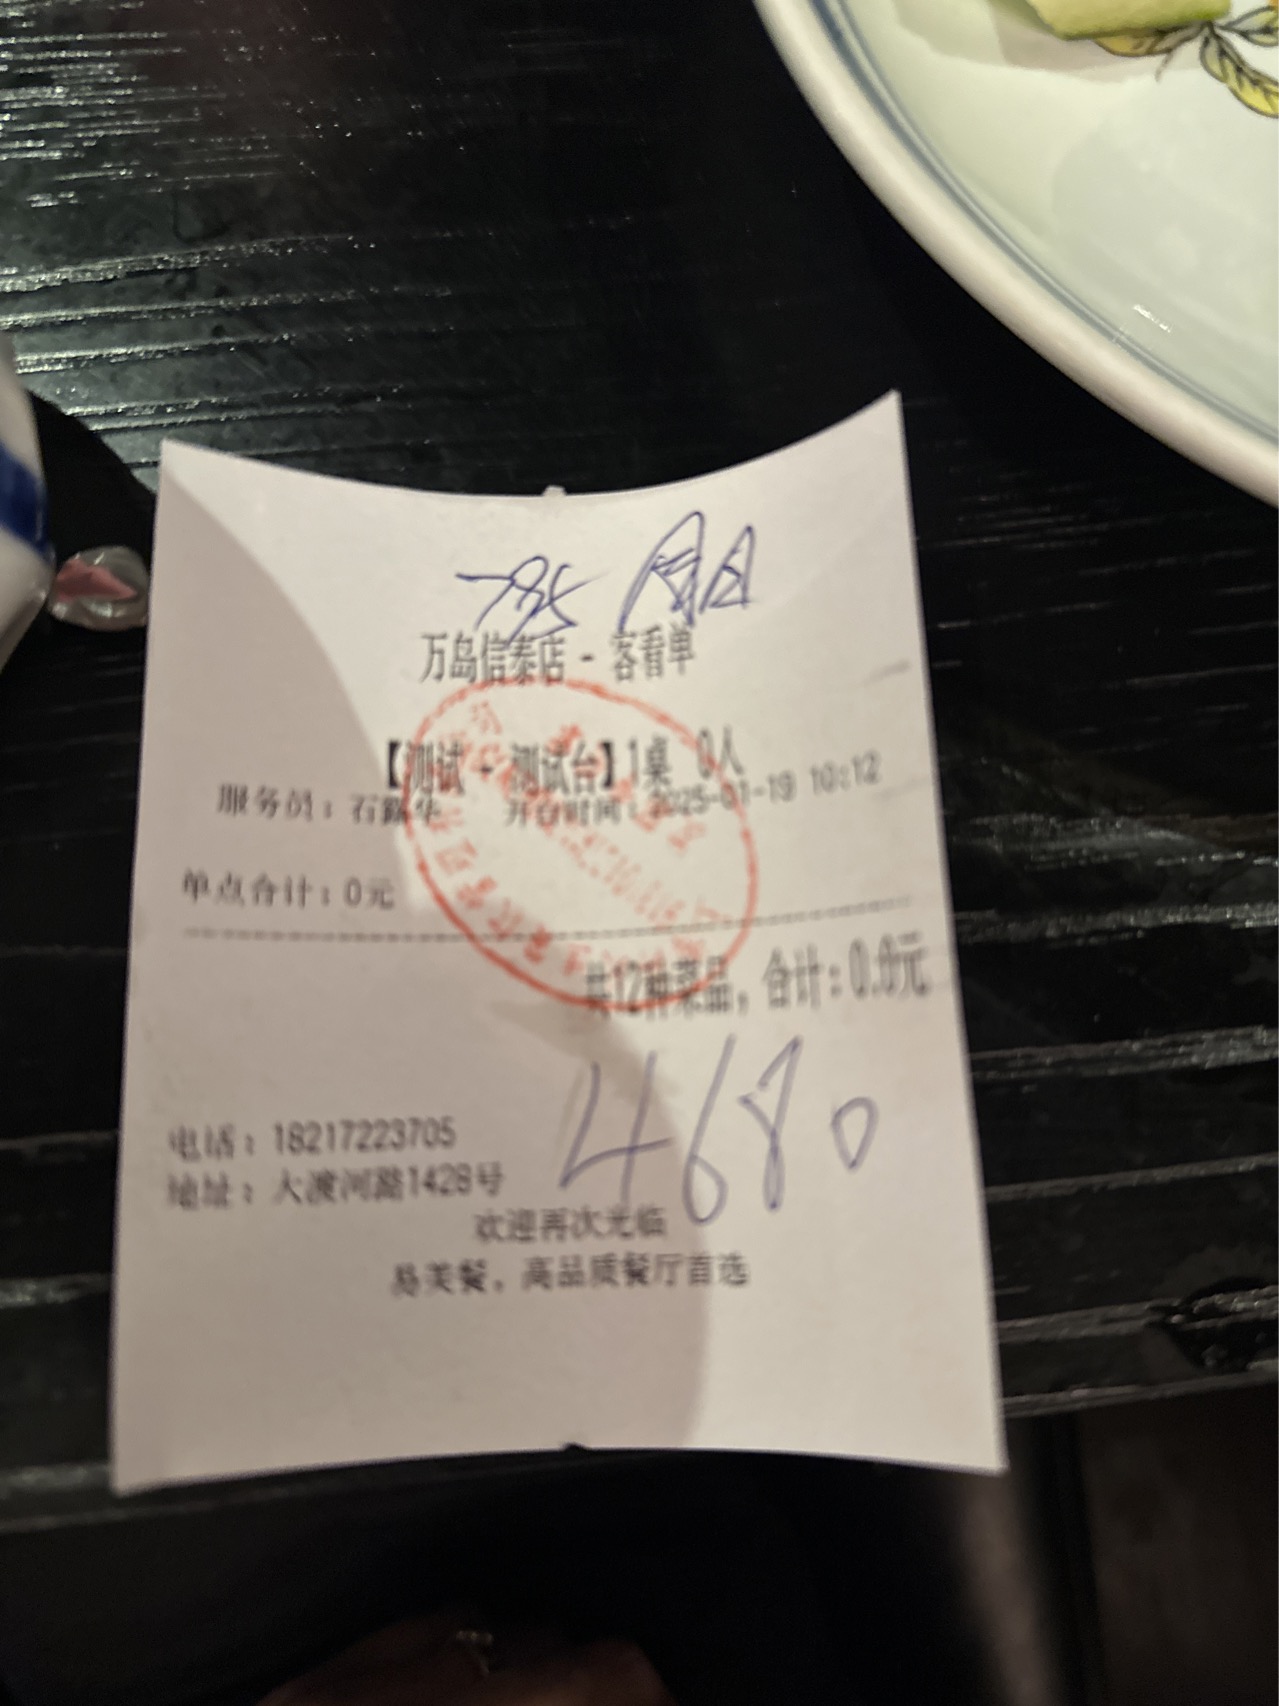 万岛信泰店 - 客看单
【测试 - 测试台】1桌 0人
服务员：石露华 开台时间：2025-01-19 10:12
单点合计：0元
共12种菜品，合计：0.0元
4680
电话：18217223705
地址：大渡河路1428号
欢迎再次光临
易美餐，高品质餐厅首选